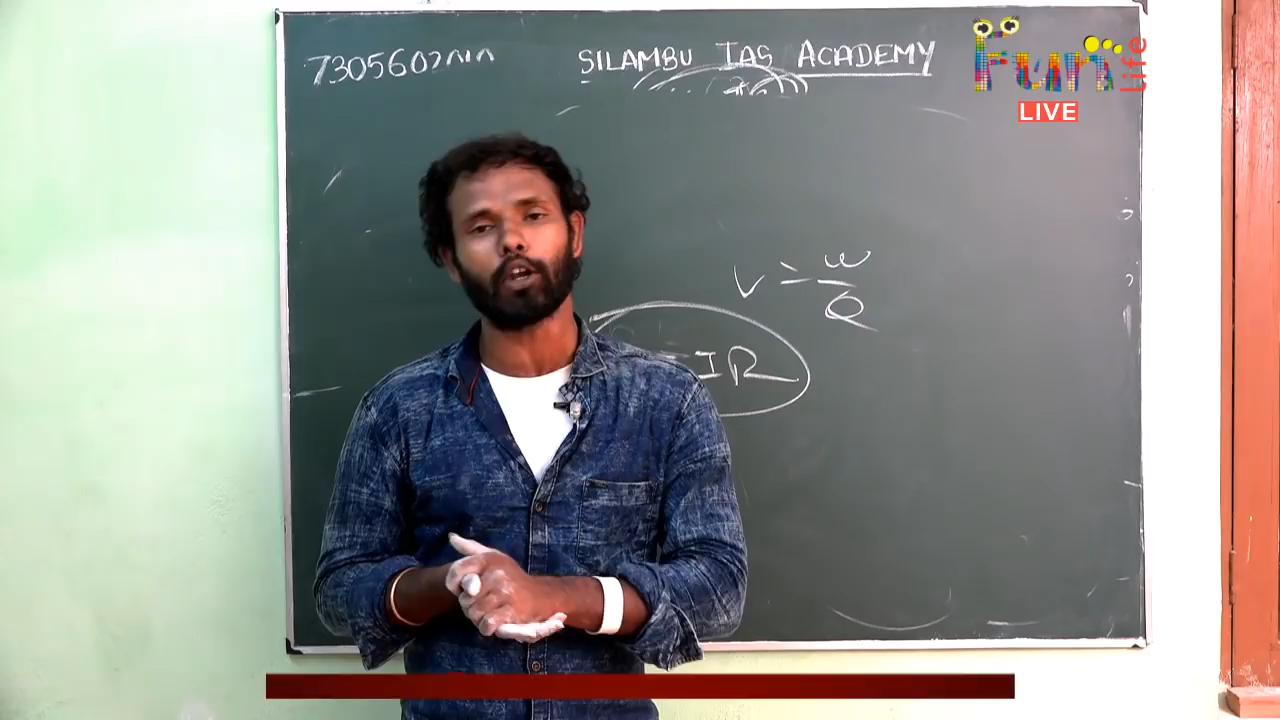 SILAMBU IAS ACADEMY
Fun Life
LIVE
V = W/Q
= IR